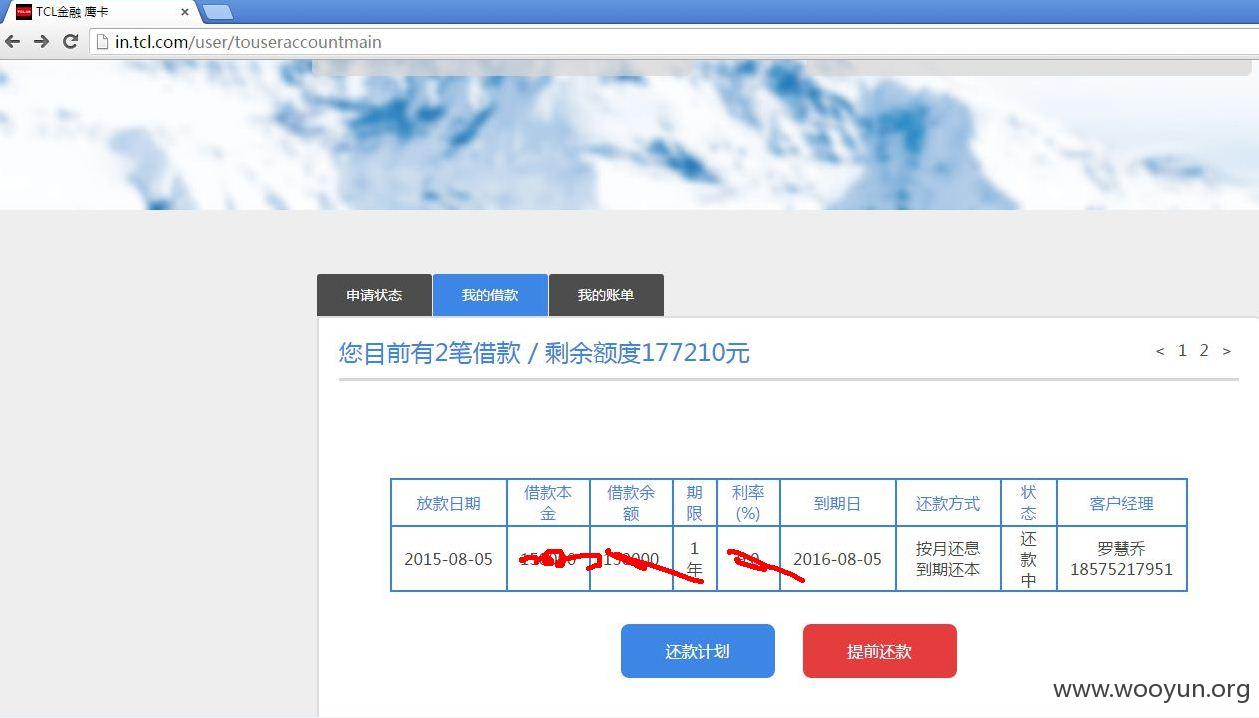 TCL金融 鹰卡
in.tcl.com/user/touseraccountmain
申请状态 我的借款 我的账单
您目前有2笔借款 / 剩余额度177210元
< 1 2 >
放款日期 借款本金 借款余额 期限 利率(%) 到期日 还款方式 状态 客户经理
2015-08-05 1年 2016-08-05 按月还息到期还本 还款中 罗慧乔 18575217951
还款计划 提前还款
www.wooyun.org